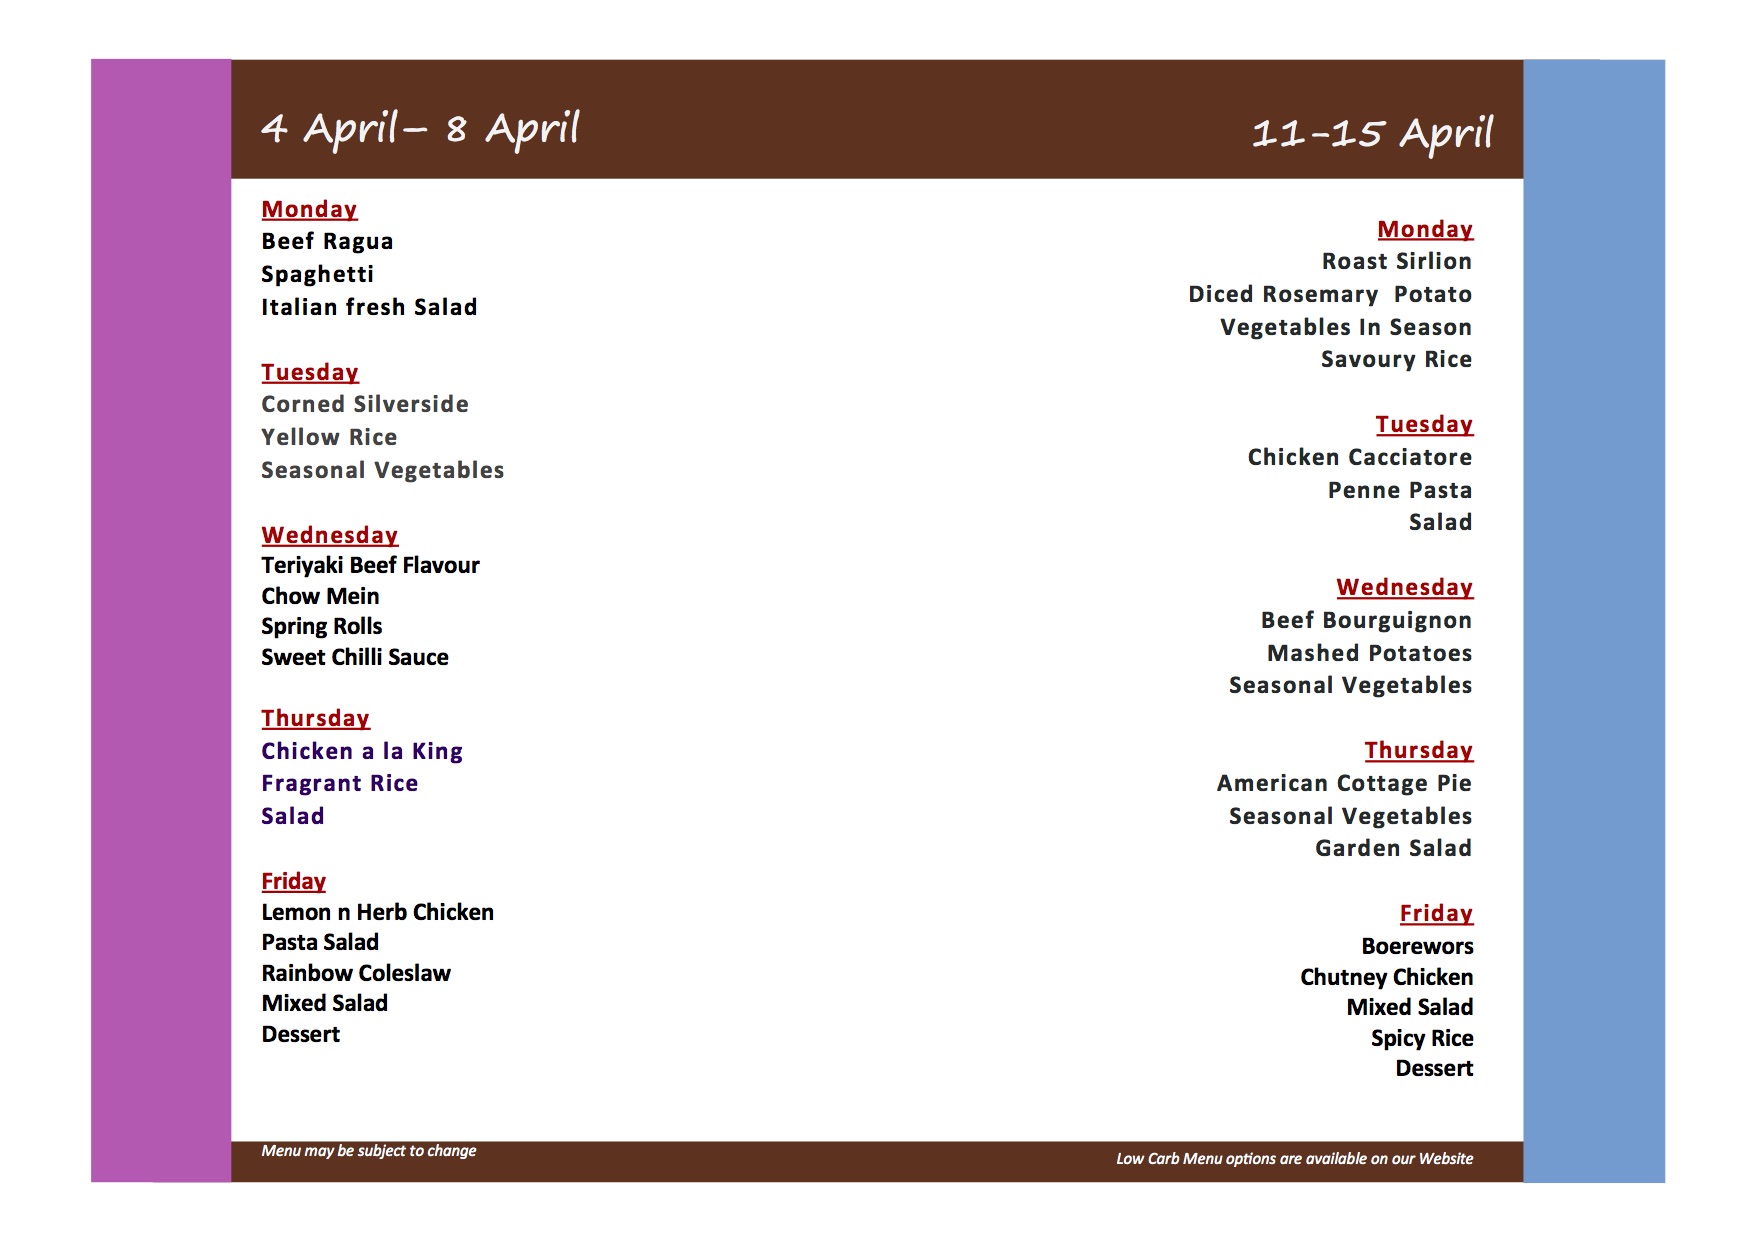 4 April– 8 April
Monday
Beef Ragua
Spaghetti
Italian fresh Salad
Tuesday
Corned Silverside
Yellow Rice
Seasonal Vegetables
Wednesday
Teriyaki Beef Flavour
Chow Mein
Spring Rolls
Sweet Chilli Sauce
Thursday
Chicken a la King
Fragrant Rice
Salad
Friday
Lemon n Herb Chicken
Pasta Salad
Rainbow Coleslaw
Mixed Salad
Dessert
Menu may be subject to change
11-15 April
Monday
Roast Sirlion
Diced Rosemary  Potato
Vegetables In Season
Savoury Rice
Tuesday
Chicken Cacciatore
Penne Pasta
Salad
Wednesday
Beef Bourguignon
Mashed Potatoes
Seasonal Vegetables
Thursday
American Cottage Pie
Seasonal Vegetables
Garden Salad
Friday
Boerewors
Chutney Chicken
Mixed Salad
Spicy Rice
Dessert
Low Carb Menu options are available on our Website